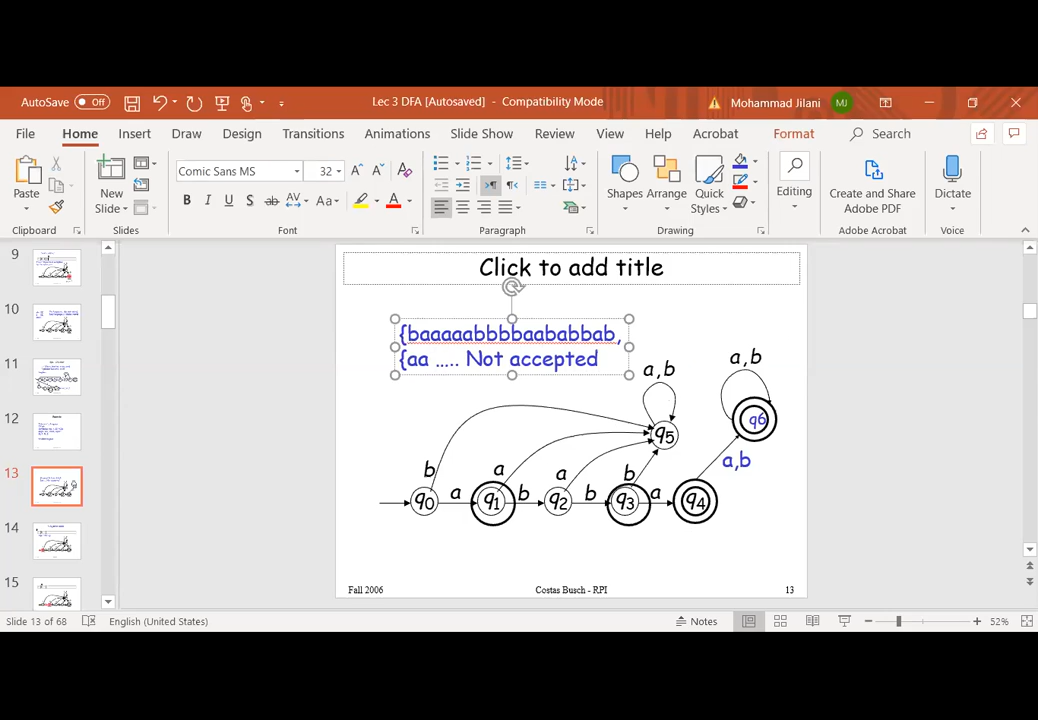 AutoSave Off Lec 3 DFA [Autosaved] - Compatibility Mode Mohammad Jilani MJ
File Home Insert Draw Design Transitions Animations Slide Show Review View Help Acrobat Format Search
Paste New Slide Comic Sans MS 32 Shapes Arrange Quick Styles Editing Create and Share Adobe PDF Dictate
Clipboard Slides Font Paragraph Drawing Adobe Acrobat Voice
9
10
11
12
13
14
15
Click to add title
{baaaaabbbbaababbab,
{aa ..... Not accepted
a,b a,b
q5 q6
b a a b a,b
q0 a q1 b q2 b q3 a q4
Fall 2006 Costas Busch - RPI 13
Slide 13 of 68 English (United States) Notes 52%